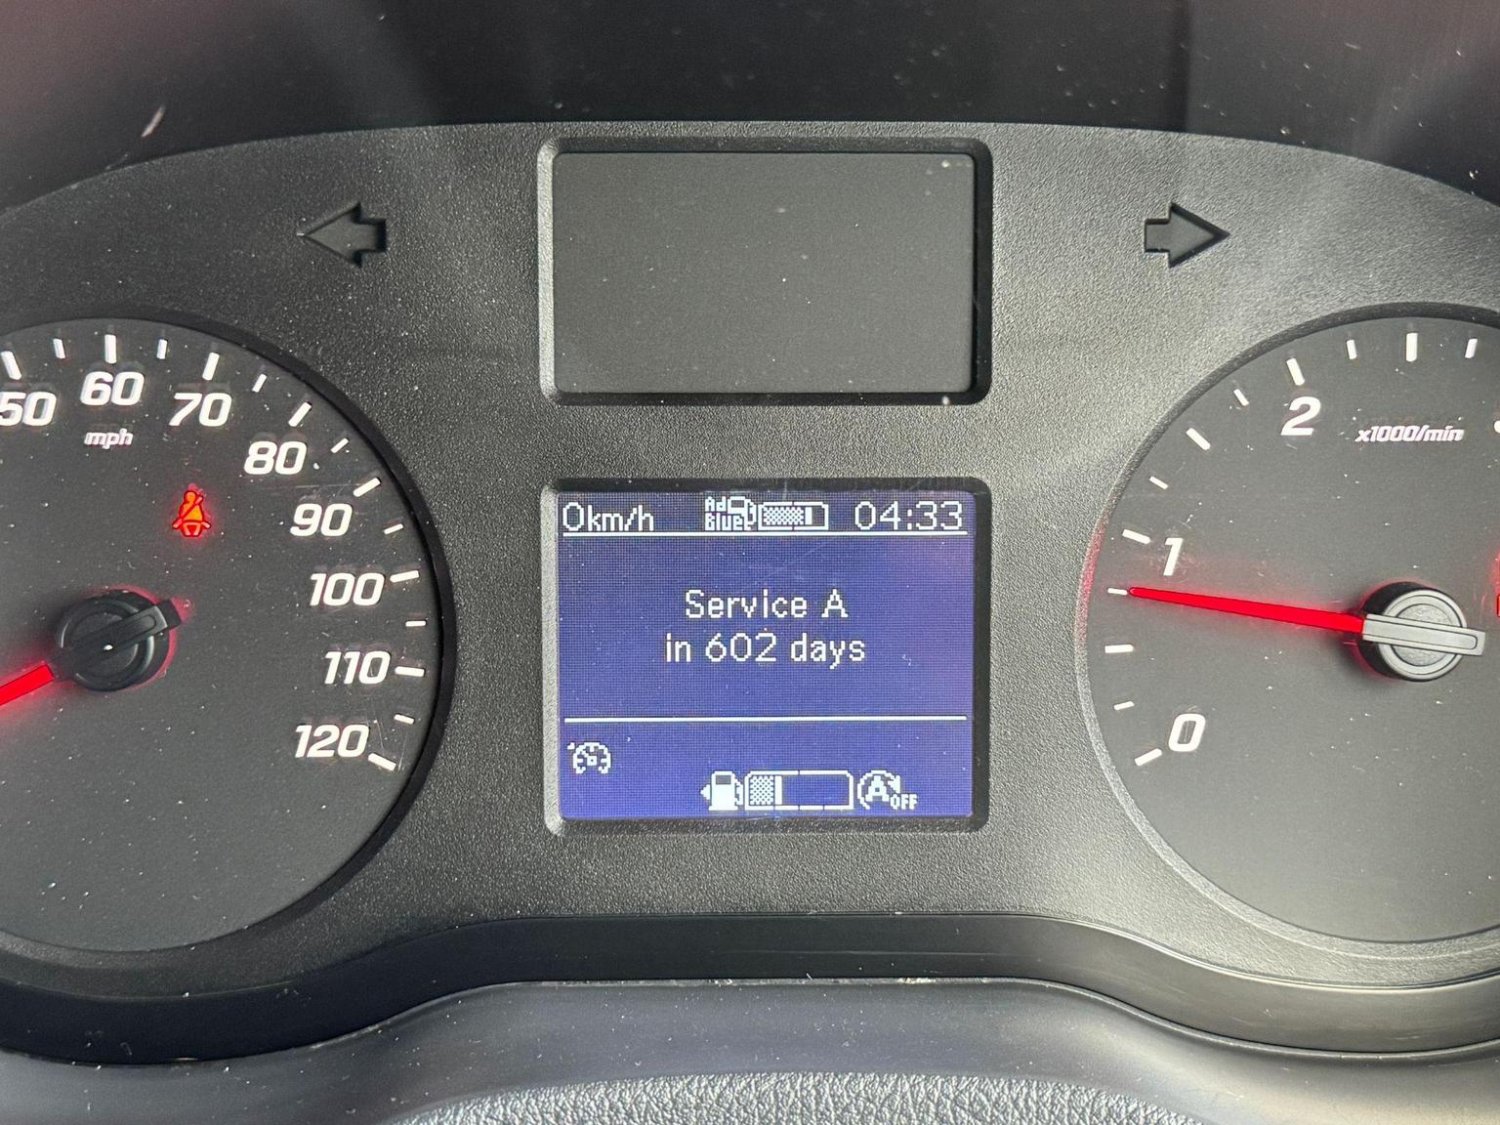 50 60 70 80 90 100 110 120
mph
0km/h Ad Blue 04:33
Service A
in 602 days
A OFF
0 1 2
x1000/min